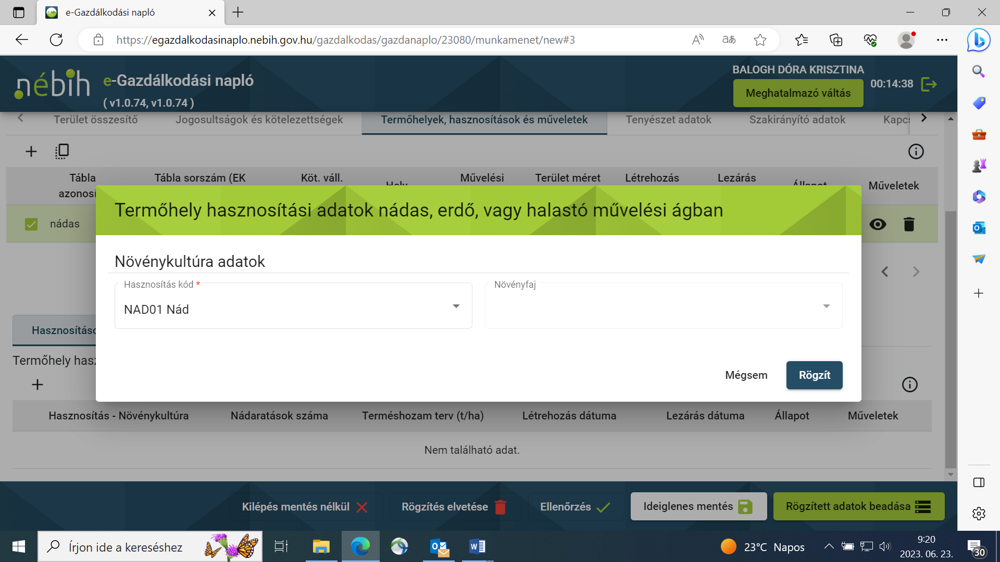 e-Gazdálkodási napló
https://egazdalkodasinaplo.nebih.gov.hu/gazdalkodas/gazdanaplo/23080/munkamenet/new#3
nébih
e-Gazdálkodási napló
( v1.0.74, v1.0.74 )
BALOGH DÓRA KRISZTINA
Meghatalmazó váltás
00:14:38
Terület összesítő
Jogosultságok és kötelezettségek
Termőhelyek, hasznosítások és műveletek
Tenyészet adatok
Szakirányító adatok
Kapcs
Tábla
azonosí
Tábla sorszám (EK
Köt. váll.
Hely
Művelési
Terület méret
Létrehozás
Lezárás
Állapot
Műveletek
nádas
Termőhely hasznosítási adatok nádas, erdő, vagy halastó művelési ágban
Növénykultúra adatok
Hasznosítás kód *
NAD01 Nád
Növényfaj
Mégsem
Rögzít
Hasznosításo
Termőhely hasz
Hasznosítás - Növénykultúra
Nádaratások száma
Terméshozam terv (t/ha)
Létrehozás dátuma
Lezárás dátuma
Állapot
Műveletek
Nem található adat.
Kilépés mentés nélkül
Rögzítés elvetése
Ellenőrzés
Ideiglenes mentés
Rögzített adatok beadása
Írjon ide a kereséshez
23°C Napos
9:20
2023. 06. 23.
30